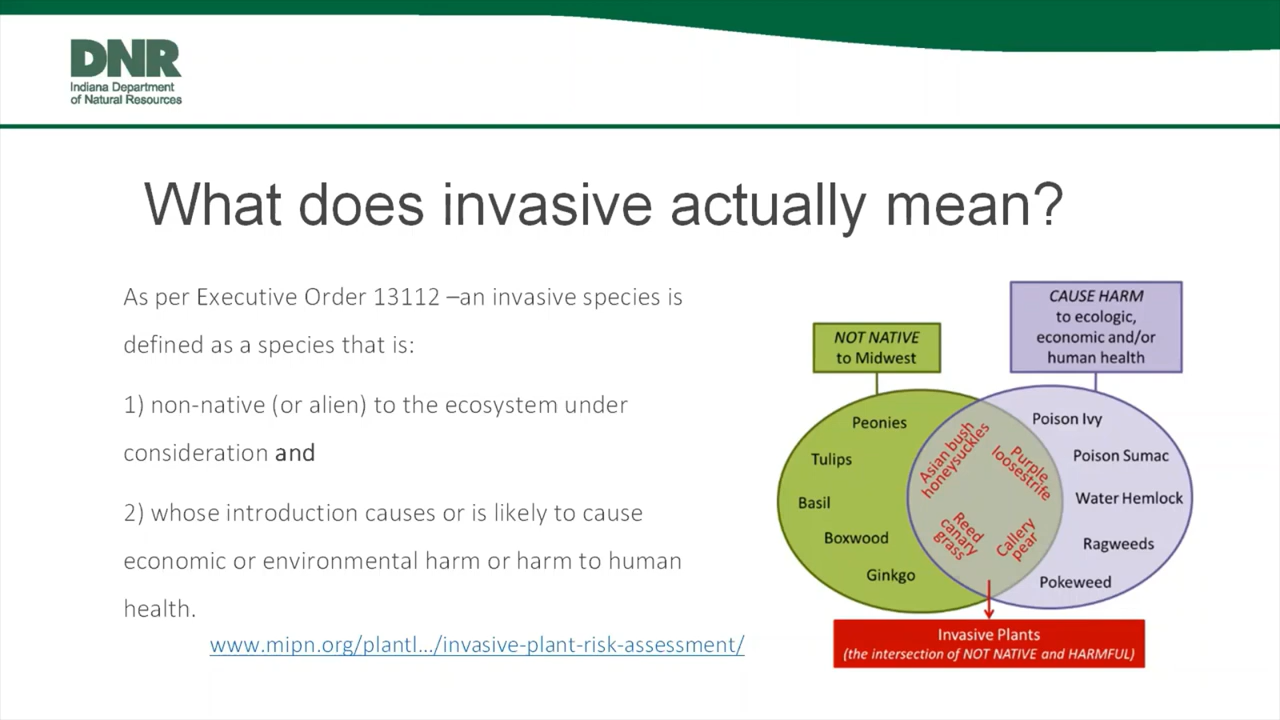 DNR
Indiana Department
of Natural Resources
What does invasive actually mean?
As per Executive Order 13112 –an invasive species is
defined as a species that is:
1) non-native (or alien) to the ecosystem under
consideration and
2) whose introduction causes or is likely to cause
economic or environmental harm or harm to human
health.
www.mipn.org/plantl.../invasive-plant-risk-assessment/
NOT NATIVE
to Midwest
CAUSE HARM
to ecologic,
economic and/or
human health
Peonies
Tulips
Basil
Boxwood
Ginkgo
Asian bush
honeysuckles
Purple
loosestrife
Reed
canary
grass
Callery
pear
Poison Ivy
Poison Sumac
Water Hemlock
Ragweeds
Pokeweed
Invasive Plants
(the intersection of NOT NATIVE and HARMFUL)